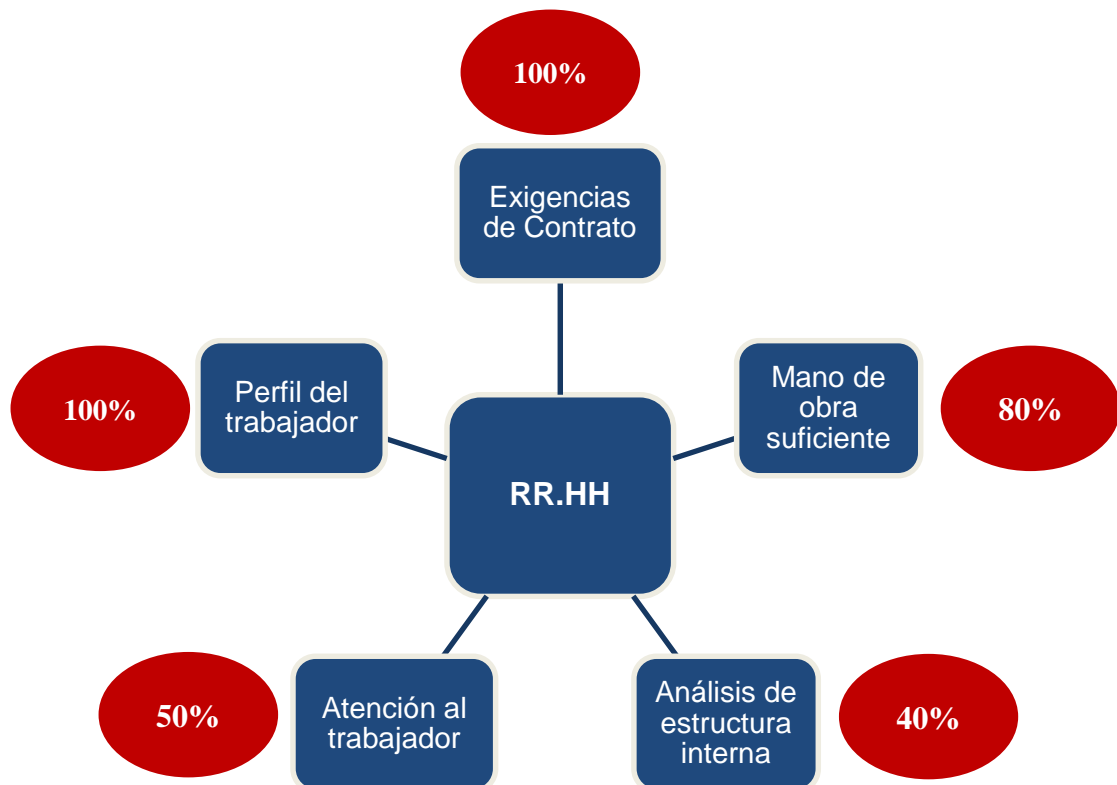 100%
Exigencias
de Contrato
100%
Perfil del
trabajador
Mano de
obra
suficiente
80%
RR.HH
50%
Atención al
trabajador
Análisis de
estructura
interna
40%